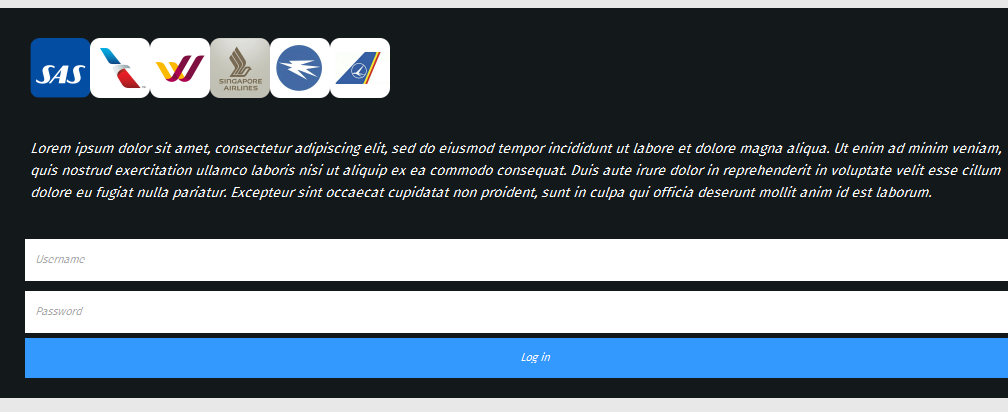 SAS
SINGAPORE
AIRLINES
Lorem ipsum dolor sit amet, consectetur adipiscing elit, sed do eiusmod tempor incididunt ut labore et dolore magna aliqua. Ut enim ad minim veniam,
quis nostrud exercitation ullamco laboris nisi ut aliquip ex ea commodo consequat. Duis aute irure dolor in reprehenderit in voluptate velit esse cillum
dolore eu fugiat nulla pariatur. Excepteur sint occaecat cupidatat non proident, sunt in culpa qui officia deserunt mollit anim id est laborum.
Username
Password
Log in